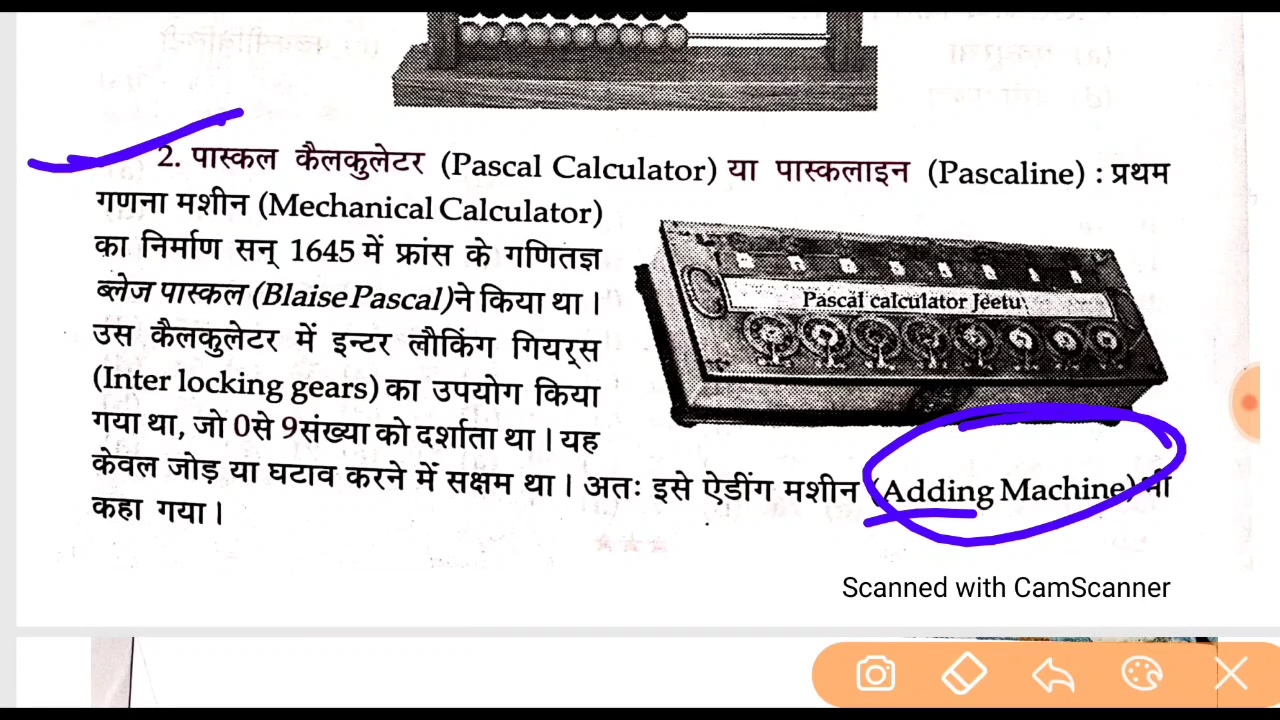 2. पास्कल कैलकुलेटर (Pascal Calculator) या पास्कलाइन (Pascaline) : प्रथम
गणना मशीन (Mechanical Calculator)
का निर्माण सन् 1645 में फ्रांस के गणितज्ञ
ब्लेज पास्कल (Blaise Pascal)ने किया था।
उस कैलकुलेटर में इन्टर लौकिंग गियर्स
(Inter locking gears) का उपयोग किया
गया था, जो 0से 9संख्या को दर्शाता था। यह
केवल जोड़ या घटाव करने में सक्षम था। अतः इसे ऐडींग मशीन (Adding Machine) भी
कहा गया।
Pascal calculator Jeetu
Scanned with CamScanner